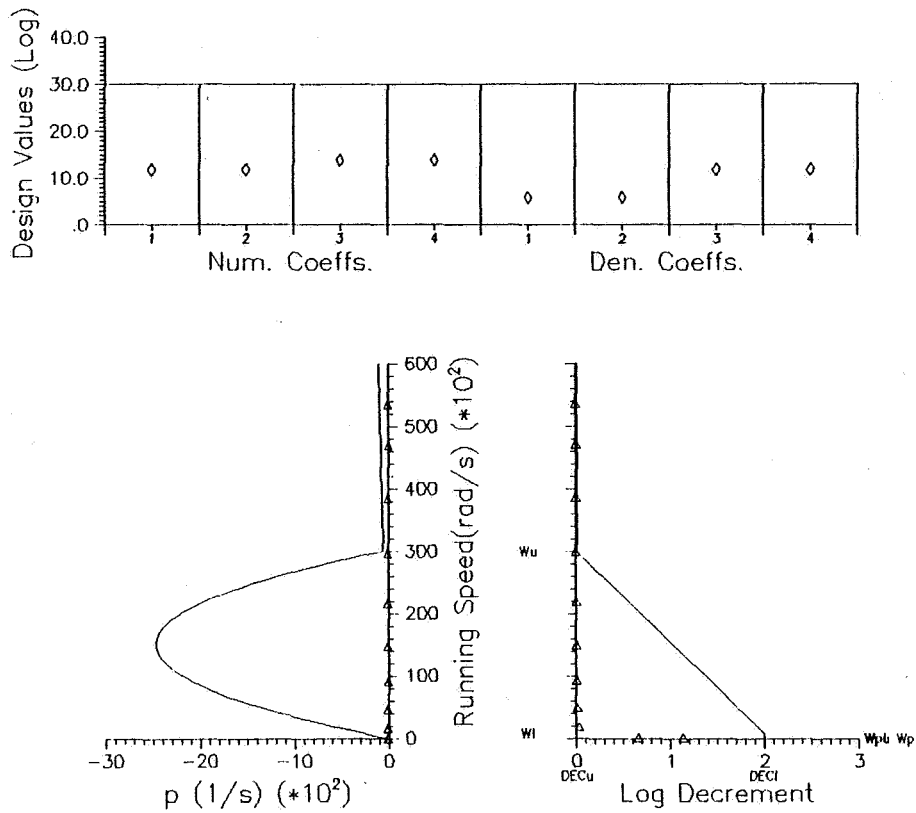 Design Values (Log)
40.0
30.0
20.0
10.0
.0
1 2 3 4 1 2 3 4
Num. Coeffs. Den. Coeffs.
Running Speed(rad/s) (*10²)
600
500
400
300
200
100
0
-30 -20 -10 0
p (1/s) (*10²)
Wu
Wl
0 1 2 3
DECu DECl
Log Decrement